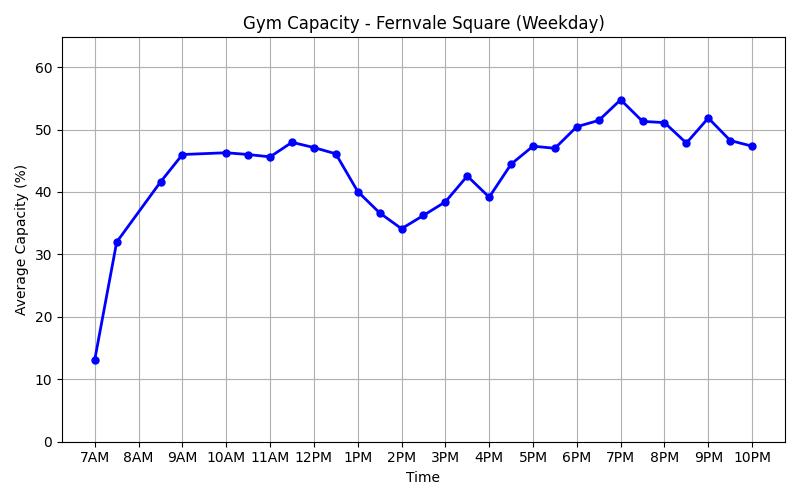 Gym Capacity - Fernvale Square (Weekday)
Average Capacity (%)
60
50
40
30
20
10
0
7AM 8AM 9AM 10AM 11AM 12PM 1PM 2PM 3PM 4PM 5PM 6PM 7PM 8PM 9PM 10PM
Time